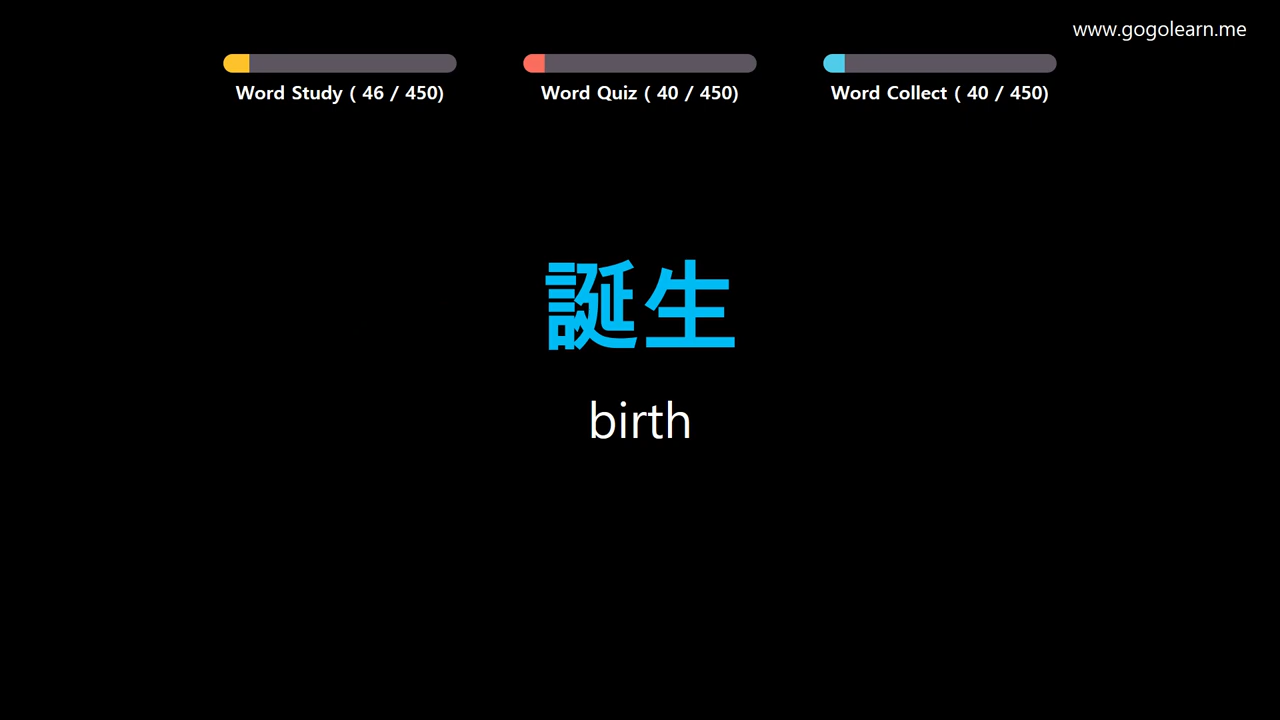 www.gogolearn.me
Word Study ( 46 / 450)
Word Quiz ( 40 / 450)
Word Collect ( 40 / 450)
誕生
birth